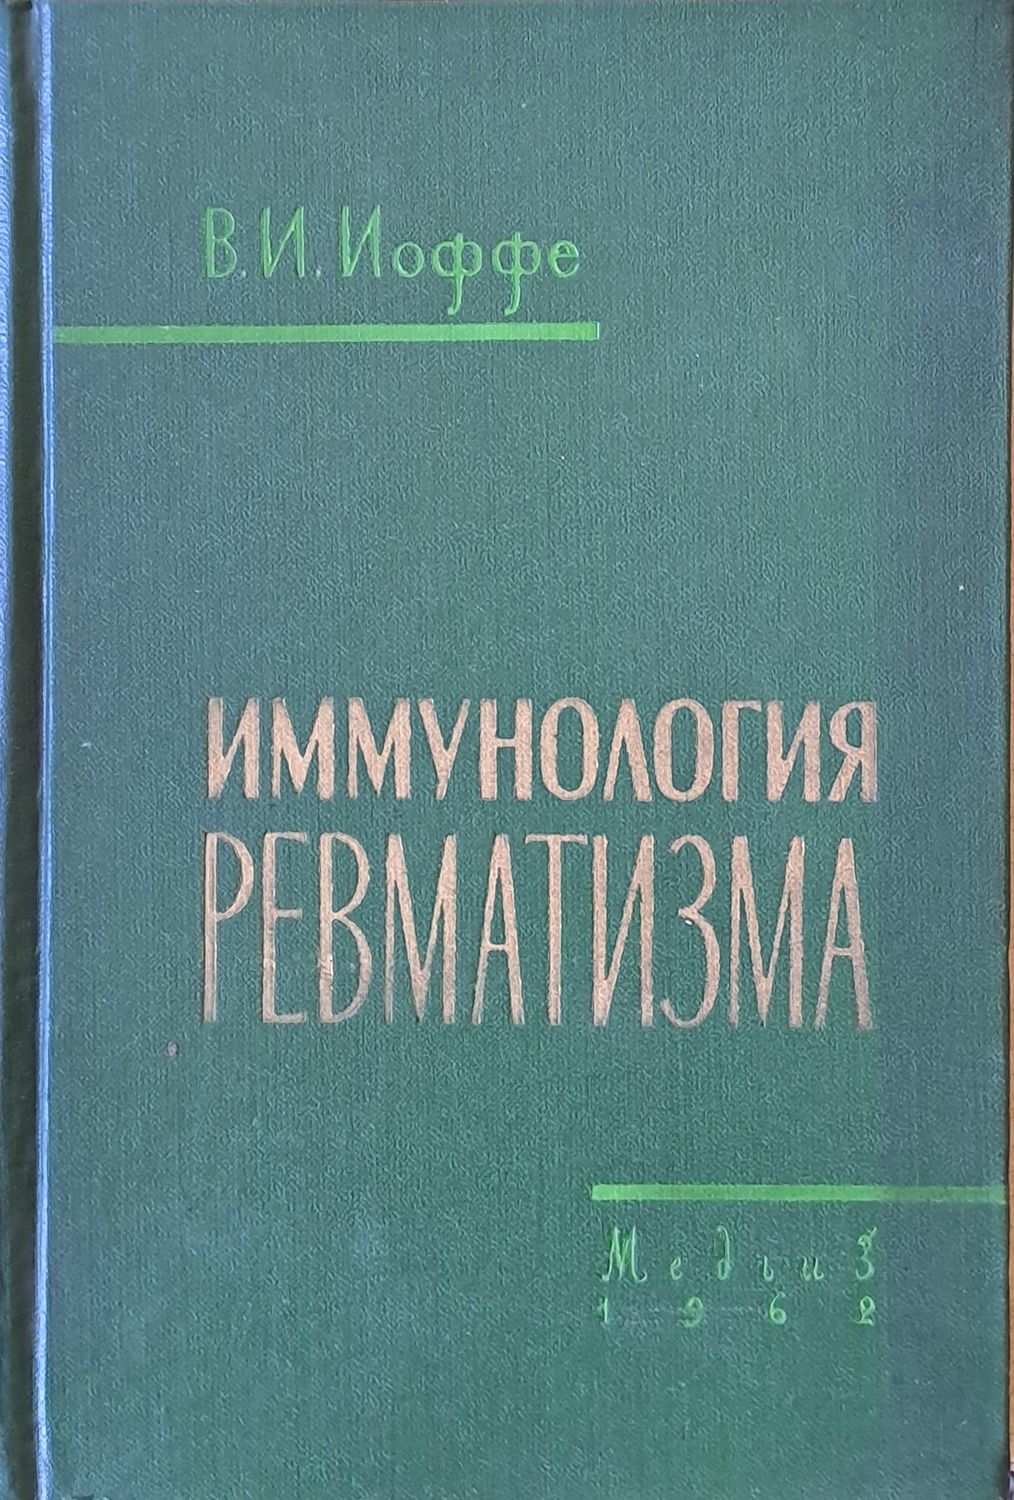 В. И. Иоффе
ИММУНОЛОГИЯ
РЕВМАТИЗМА
Медгиз
1962